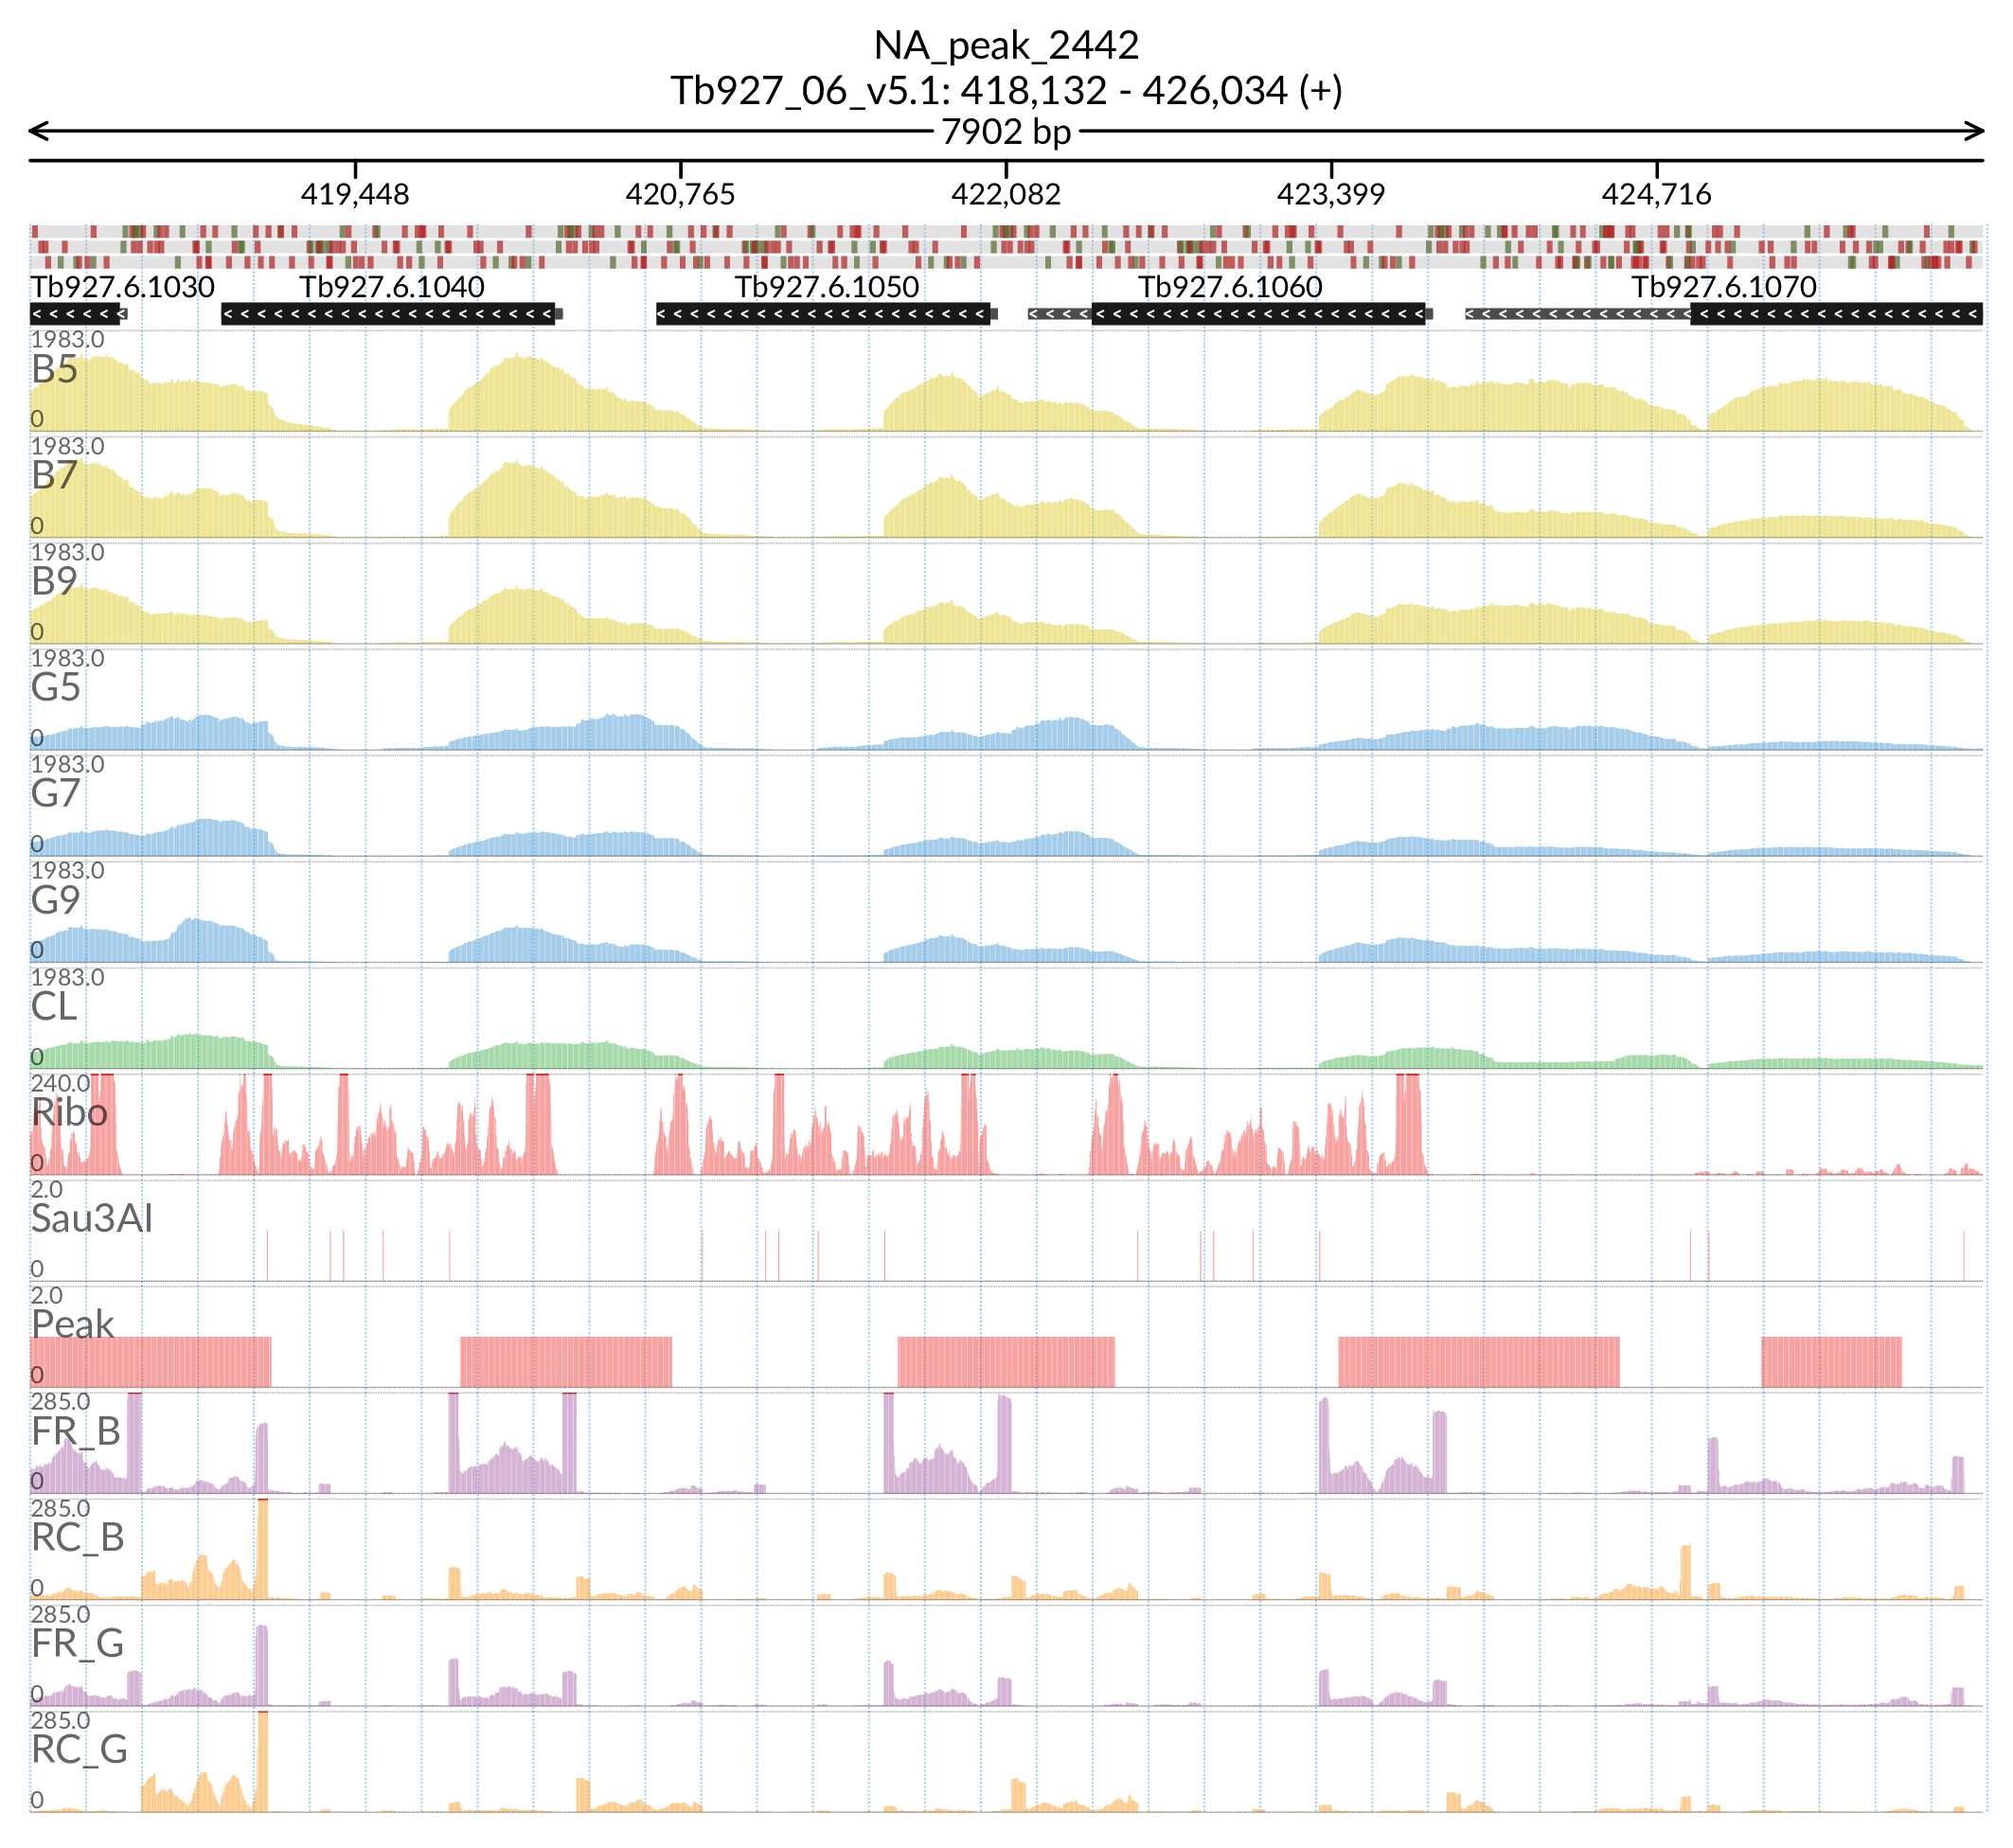 NA_peak_2442
Tb927_06_v5.1: 418,132 - 426,034 (+)
7902 bp
419,448 420,765 422,082 423,399 424,716
Tb927.6.1030 Tb927.6.1040 Tb927.6.1050 Tb927.6.1060 Tb927.6.1070
1983.0
B5
0
1983.0
B7
0
1983.0
B9
0
1983.0
G5
0
1983.0
G7
0
1983.0
G9
0
1983.0
CL
0
240.0
Ribo
0
2.0
Sau3AI
0
2.0
Peak
0
285.0
FR_B
0
285.0
RC_B
0
285.0
FR_G
0
285.0
RC_G
0